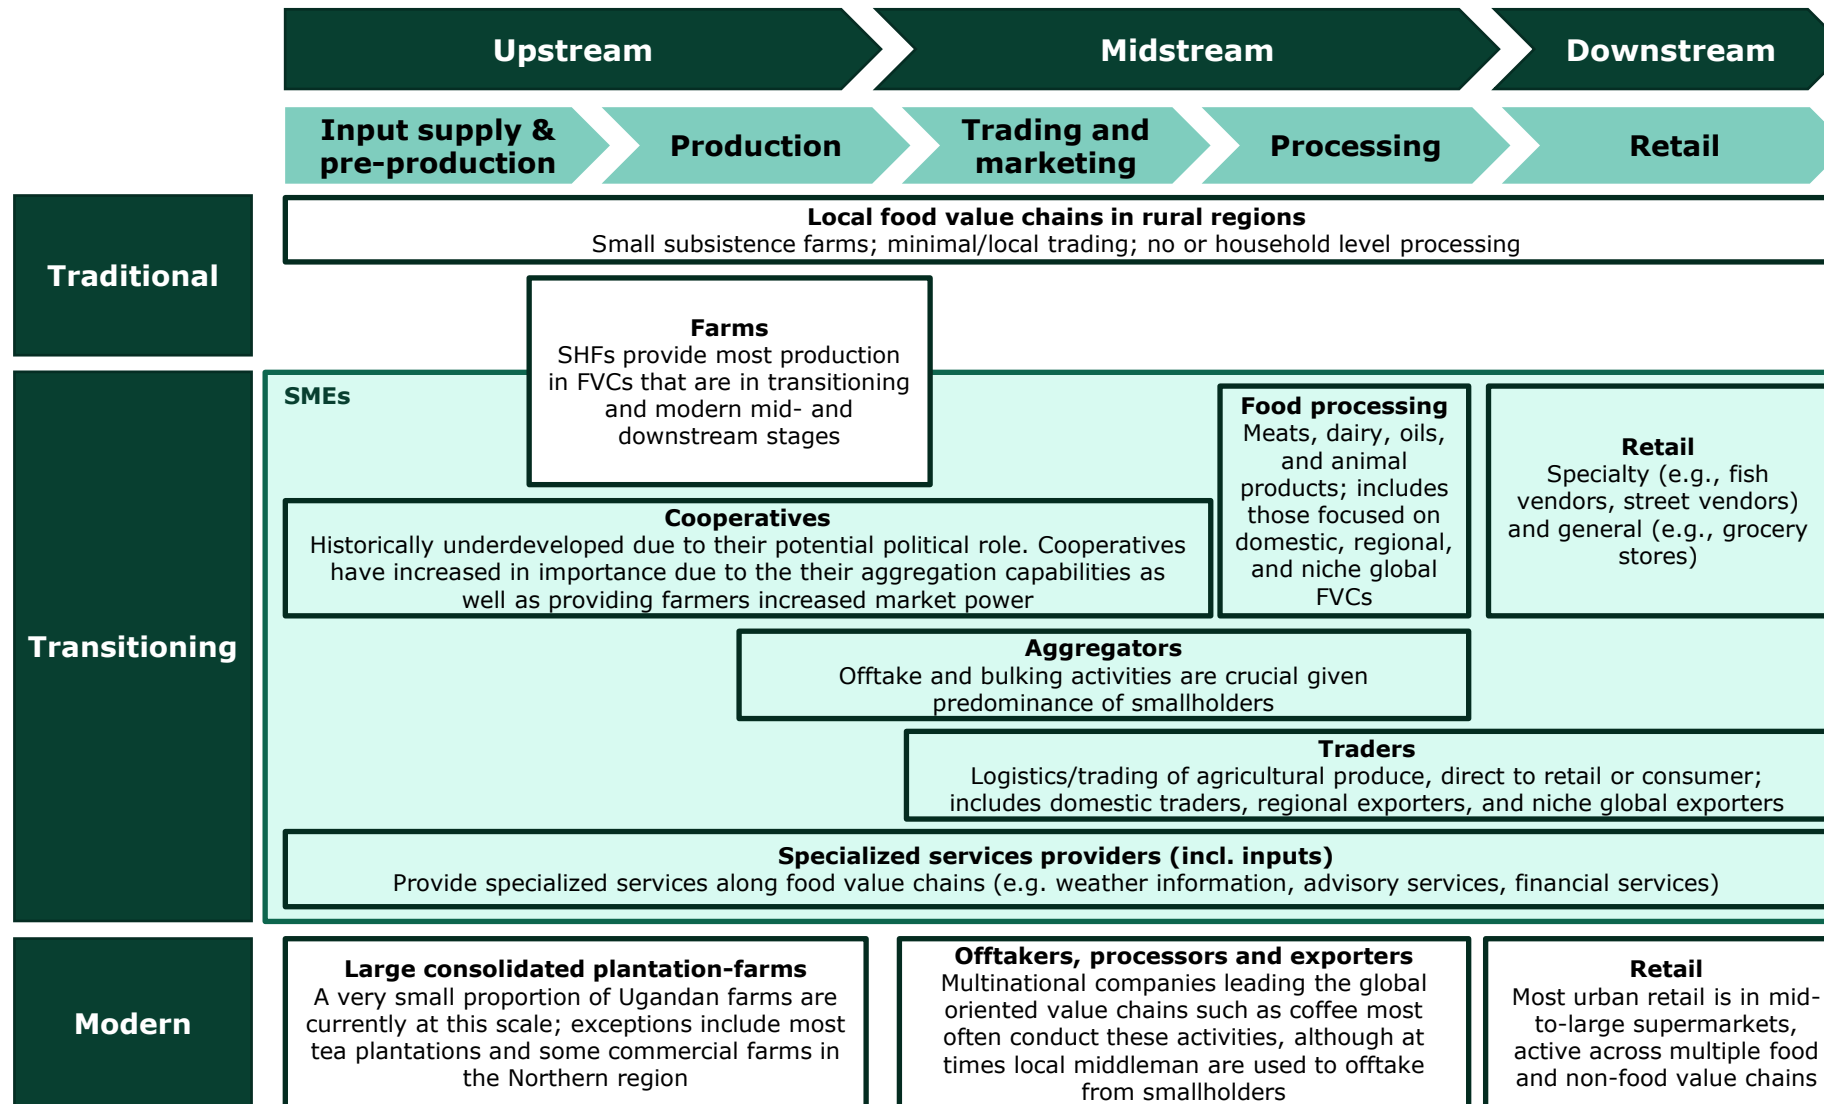 Upstream
Midstream
Downstream
Input supply &
pre-production
Production
Trading and
marketing
Processing
Retail
Traditional
Local food value chains in rural regions
Small subsistence farms; minimal/local trading; no or household level processing
Farms
SHFs provide most production
in FVCs that are in transitioning
and modern mid- and
downstream stages
Transitioning
SMEs
Food processing
Meats, dairy, oils,
and animal
products; includes
those focused on
domestic, regional,
and niche global
FVCs
Retail
Specialty (e.g., fish
vendors, street vendors)
and general (e.g., grocery
stores)
Cooperatives
Historically underdeveloped due to their potential political role. Cooperatives
have increased in importance due to the their aggregation capabilities as
well as providing farmers increased market power
Aggregators
Offtake and bulking activities are crucial given
predominance of smallholders
Traders
Logistics/trading of agricultural produce, direct to retail or consumer;
includes domestic traders, regional exporters, and niche global exporters
Specialized services providers (incl. inputs)
Provide specialized services along food value chains (e.g. weather information, advisory services, financial services)
Modern
Large consolidated plantation-farms
A very small proportion of Ugandan farms are
currently at this scale; exceptions include most
tea plantations and some commercial farms in
the Northern region
Offtakers, processors and exporters
Multinational companies leading the global
oriented value chains such as coffee most
often conduct these activities, although at
times local middleman are used to offtake
from smallholders
Retail
Most urban retail is in mid-
to-large supermarkets,
active across multiple food
and non-food value chains